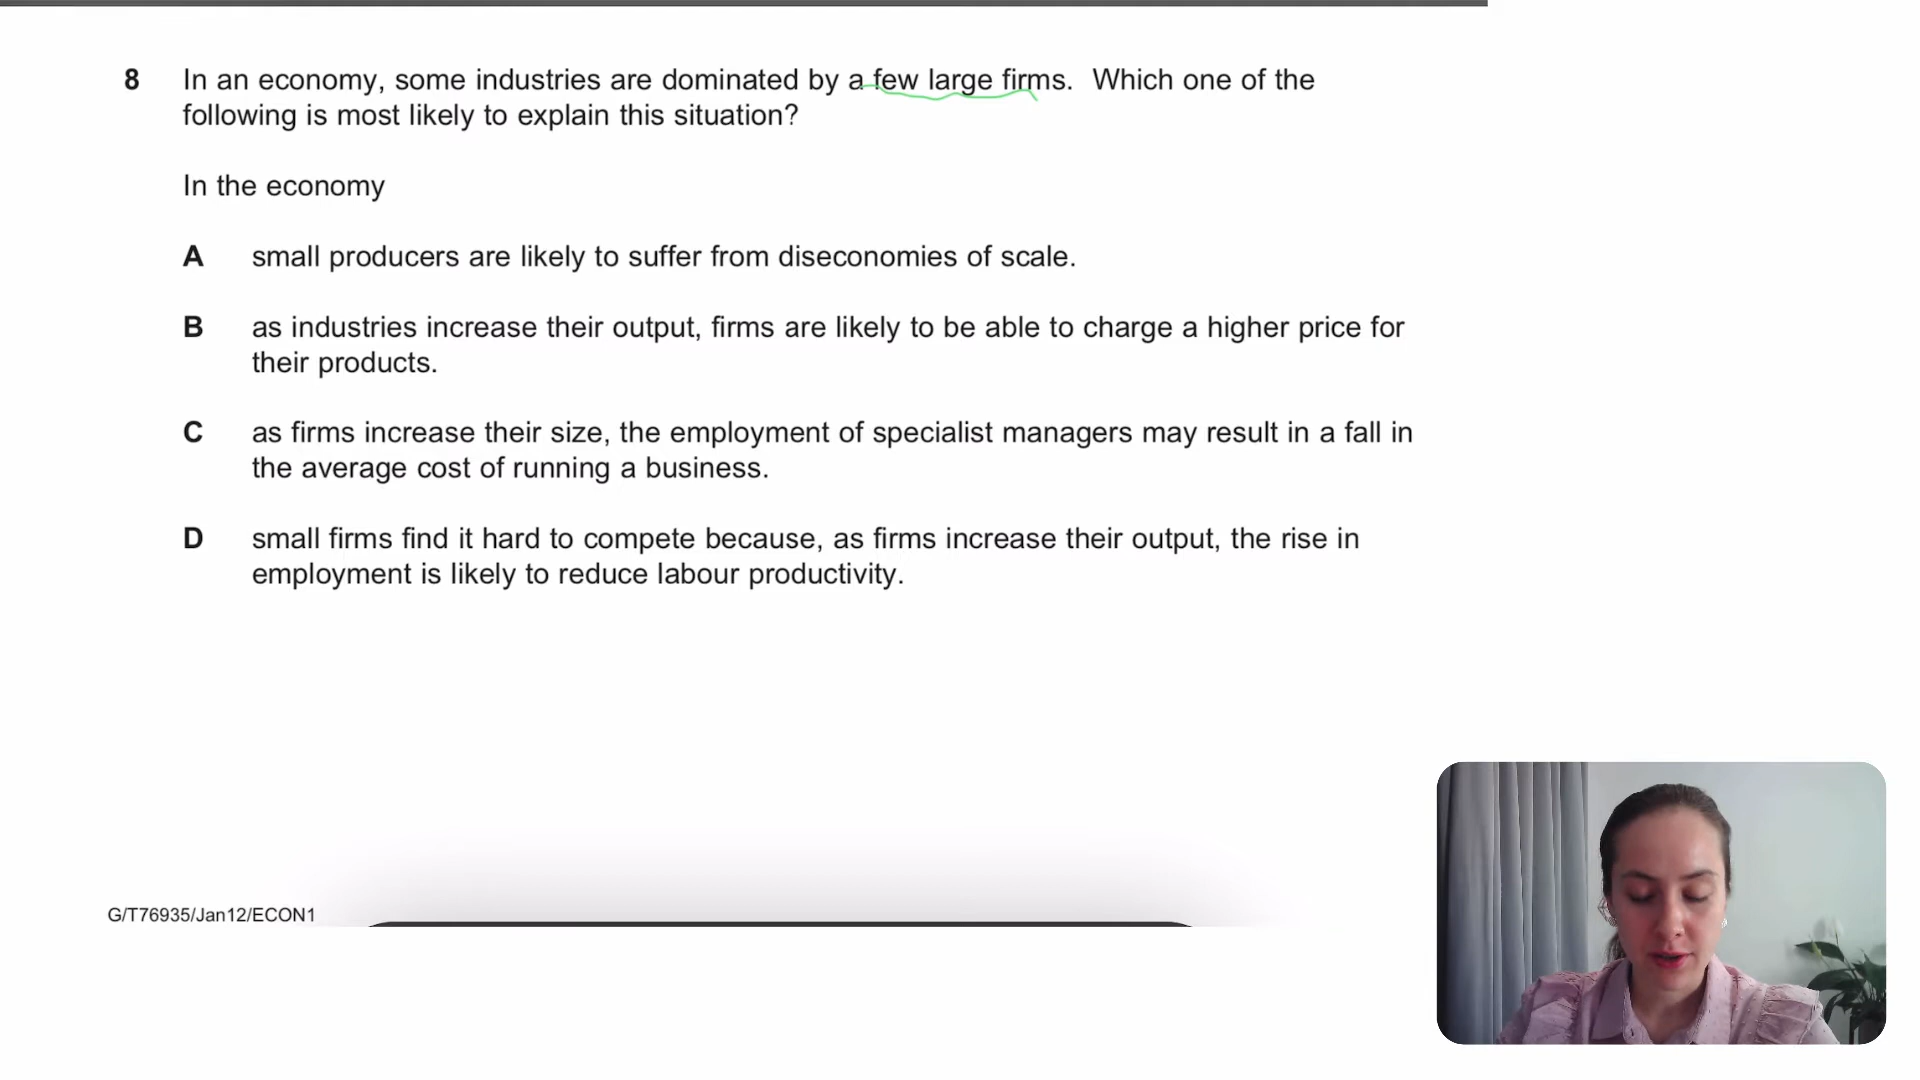 8 In an economy, some industries are dominated by a few large firms. Which one of the
following is most likely to explain this situation?
In the economy
A small producers are likely to suffer from diseconomies of scale.
B as industries increase their output, firms are likely to be able to charge a higher price for
their products.
C as firms increase their size, the employment of specialist managers may result in a fall in
the average cost of running a business.
D small firms find it hard to compete because, as firms increase their output, the rise in
employment is likely to reduce labour productivity.
G/T76935/Jan12/ECON1